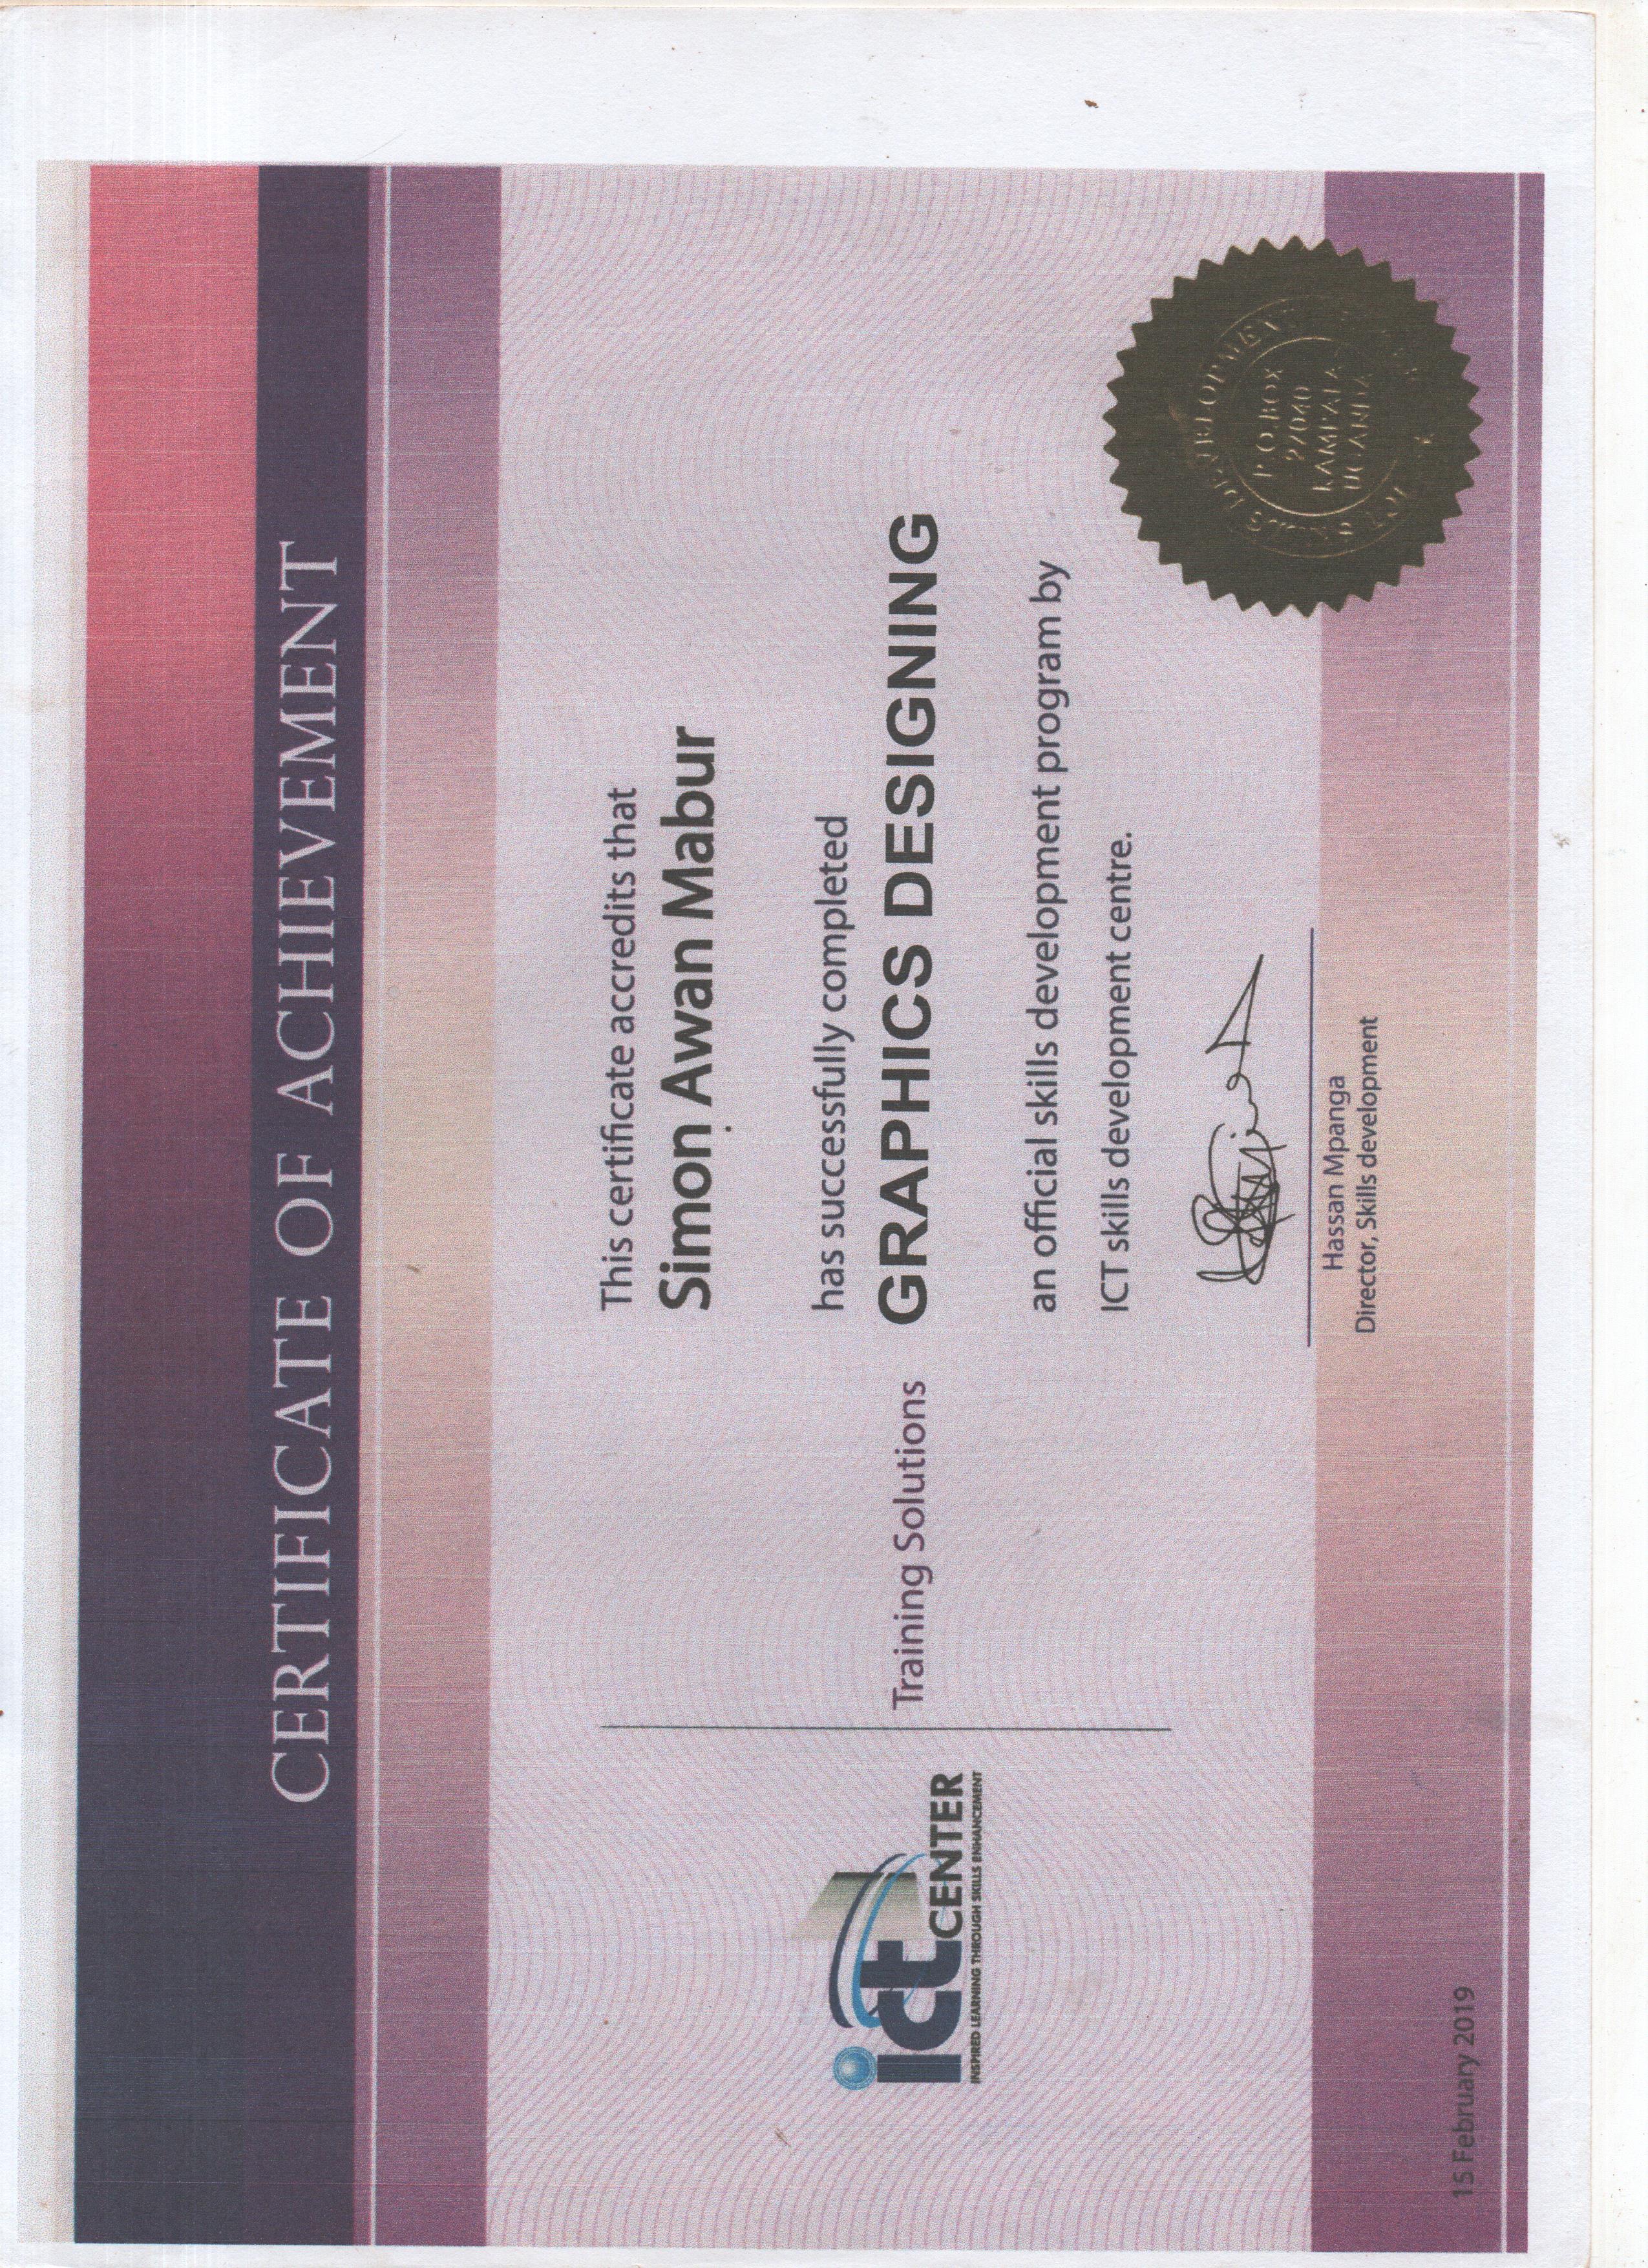 CERTIFICATE OF ACHIEVEMENT
This certificate accredits that
Simon Awan Mabur
has successfully completed
Training Solutions
GRAPHICS DESIGNING
an official skills development program by
ICT skills development centre.
ict CENTER
INSPIRED LEARNING THROUGH SKILLS ENHANCEMENT
Hassan Mpanga
Director, Skills development
15 February 2019
ICT SKILLS DEVELOPMENT
P.O.BOX
27040
KAMPALA
UGANDA